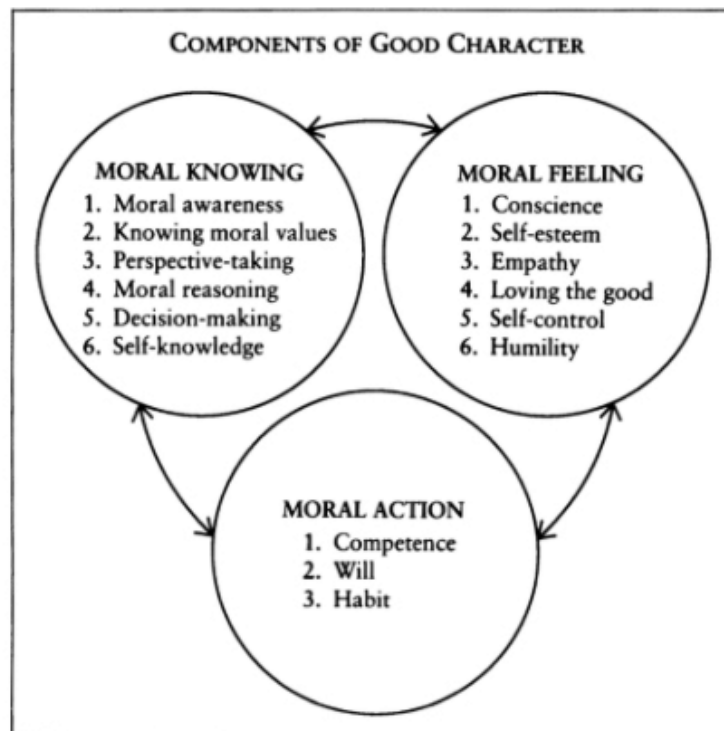 COMPONENTS OF GOOD CHARACTER
MORAL KNOWING
1. Moral awareness
2. Knowing moral values
3. Perspective-taking
4. Moral reasoning
5. Decision-making
6. Self-knowledge
MORAL FEELING
1. Conscience
2. Self-esteem
3. Empathy
4. Loving the good
5. Self-control
6. Humility
MORAL ACTION
1. Competence
2. Will
3. Habit